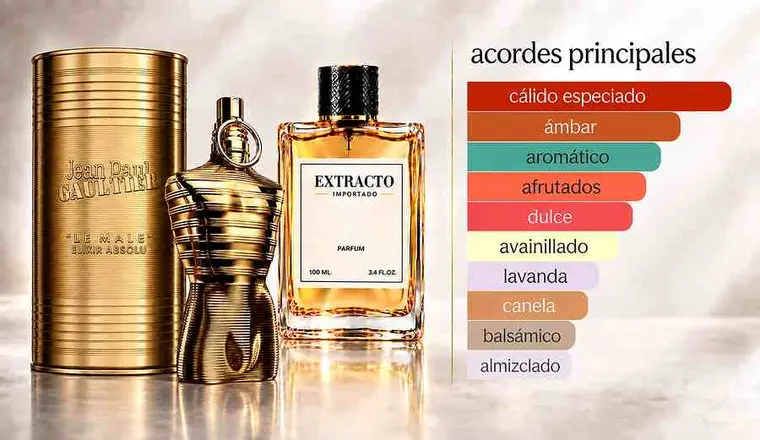 Jean Paul
GAULTIER
"LE MALE"
ELIXIR ABSOLU
EXTRACTO
IMPORTADO
PARFUM
100 ML
3.4 FL.OZ.
acordes principales
cálido especiado
ámbar
aromático
afrutados
dulce
avainillado
lavanda
canela
balsámico
almizclado